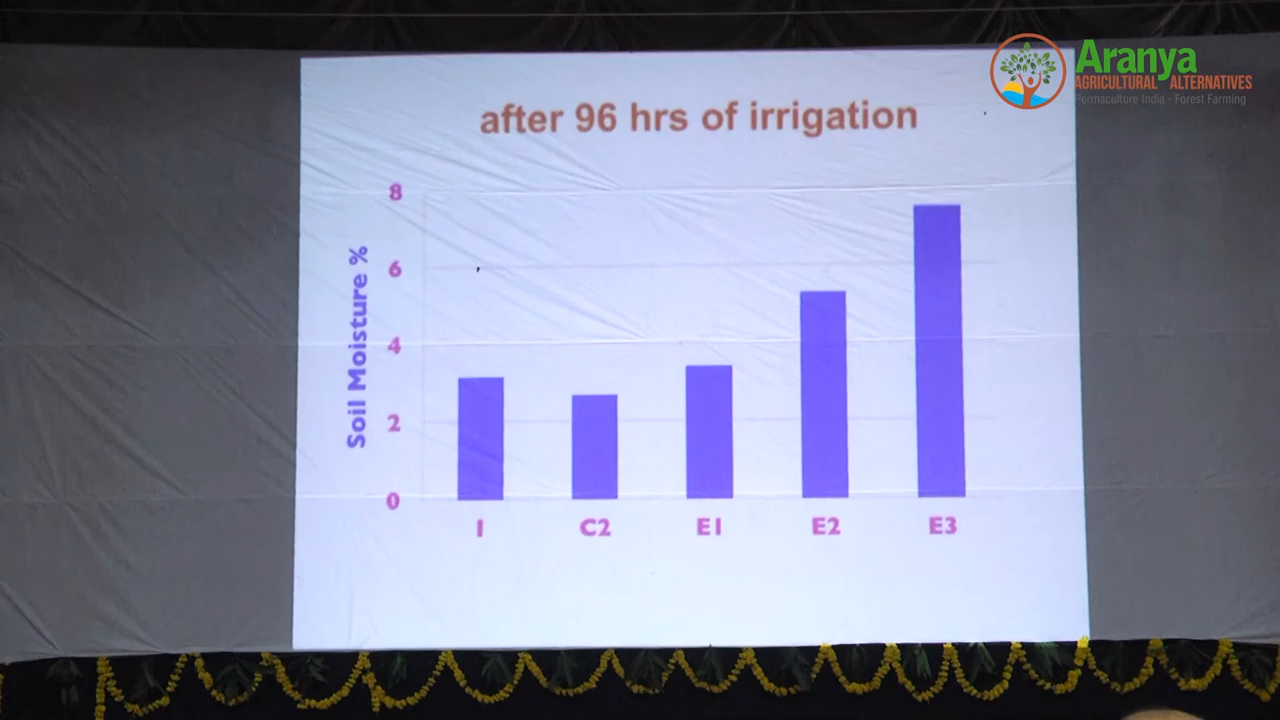 Aranya
AGRICULTURAL ALTERNATIVES
Permaculture India - Forest Farming
after 96 hrs of irrigation
Soil Moisture %
8
6
4
2
0
1 C2 E1 E2 E3